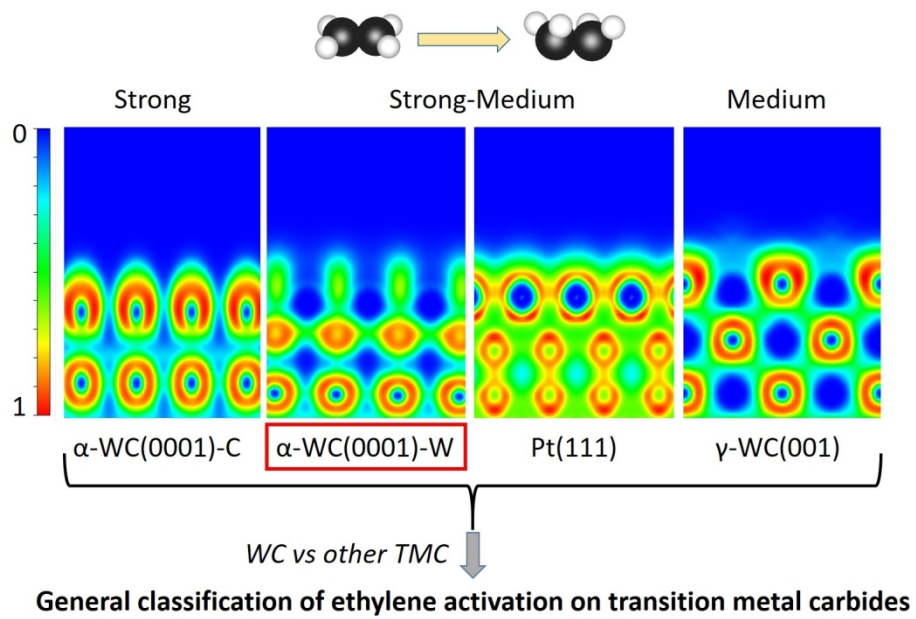 Strong
Strong-Medium
Medium
0
1
α-WC(0001)-C
α-WC(0001)-W
Pt(111)
γ-WC(001)
WC vs other TMC
General classification of ethylene activation on transition metal carbides